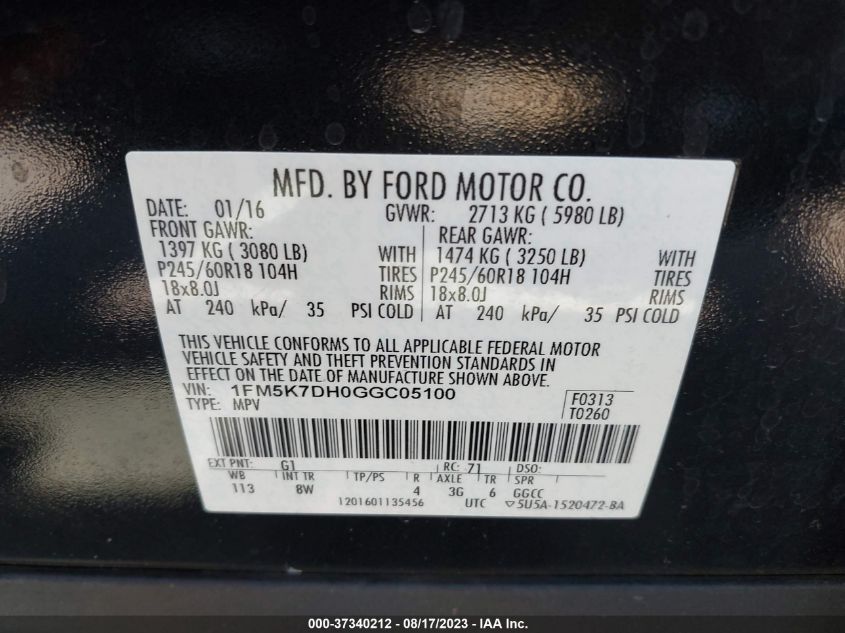 MFD. BY FORD MOTOR CO.
DATE: 01/16 GVWR: 2713 KG ( 5980 LB)
FRONT GAWR: REAR GAWR:
1397 KG ( 3080 LB) WITH 1474 KG ( 3250 LB) WITH
P245/60R18 104H TIRES P245/60R18 104H TIRES
18x8.0J RIMS 18x8.0J RIMS
AT 240 kPa/ 35 PSI COLD AT 240 kPa/ 35 PSI COLD
THIS VEHICLE CONFORMS TO ALL APPLICABLE FEDERAL MOTOR
VEHICLE SAFETY AND THEFT PREVENTION STANDARDS IN
EFFECT ON THE DATE OF MANUFACTURE SHOWN ABOVE.
VIN: 1FM5K7DH0GGC05100 F0313
TYPE: MPV T0260
EXT PNT: G1 RC: 71 DSO:
WB INT TR TP/PS R AXLE TR SPR
113 8W 4 3G 6 GGCC
1201601135456 UTC ▽5U5A-1520472-BA
000-37340212 - 08/17/2023 - IAA Inc.